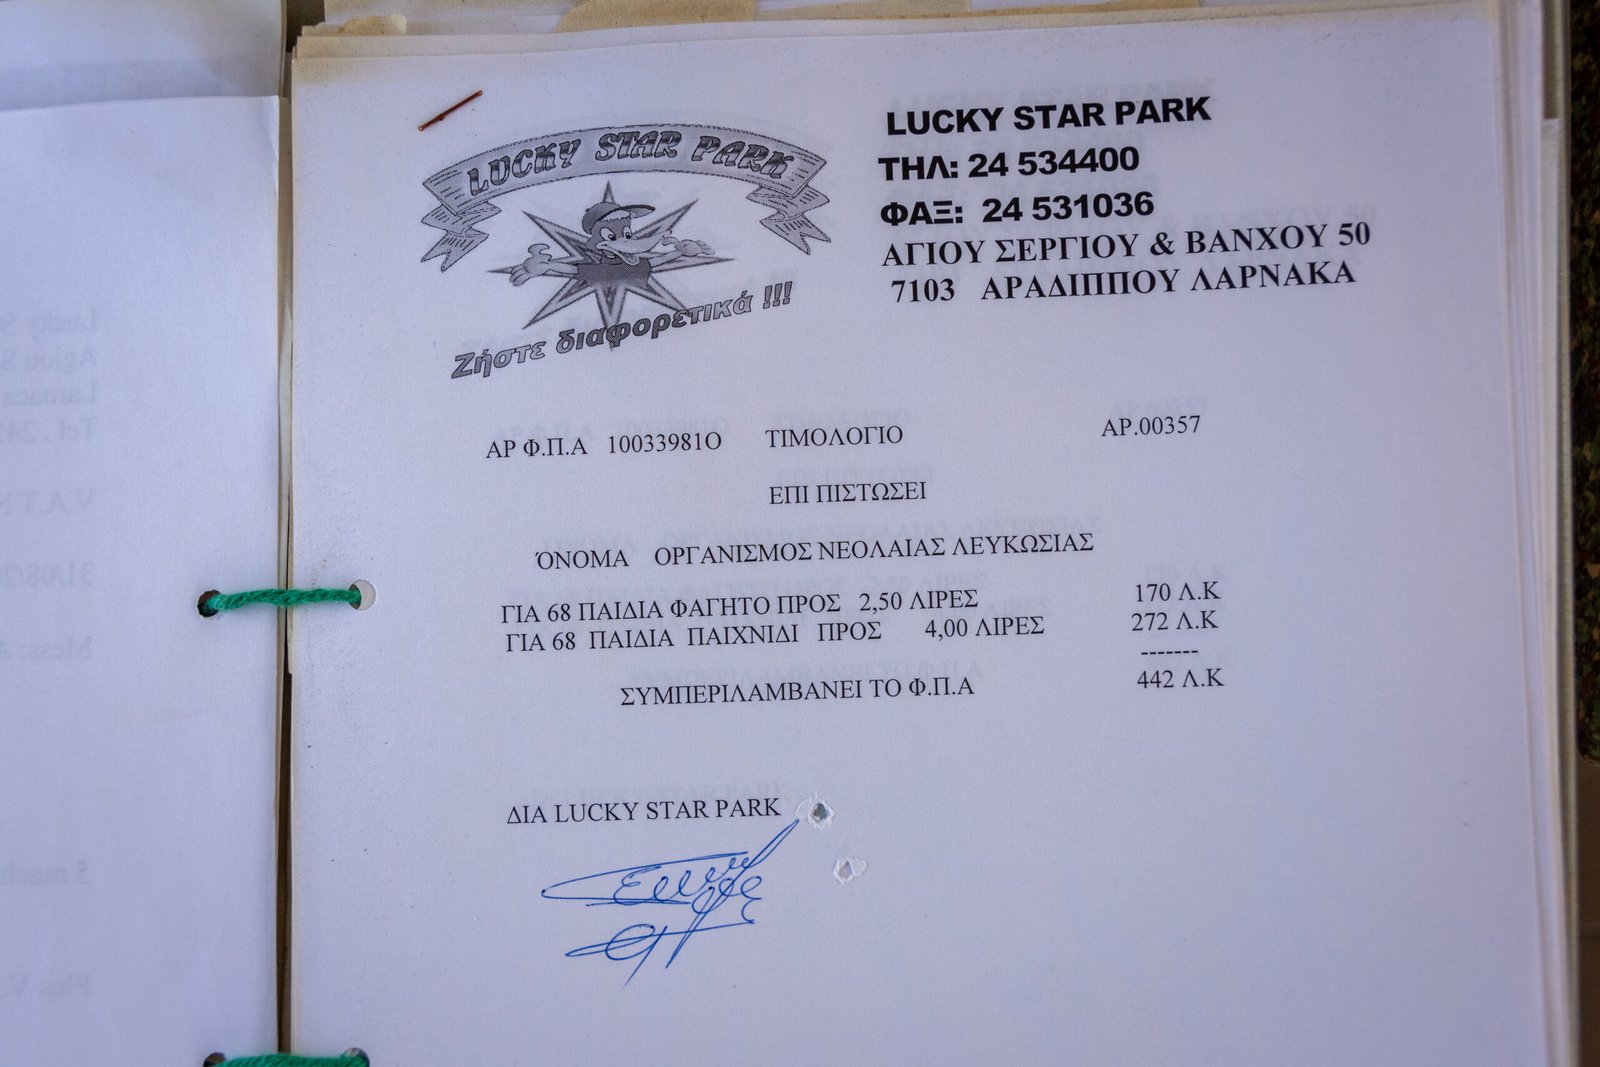 LUCKY STAR PARK
Ζήστε διαφορετικά !!!
LUCKY STAR PARK
ΤΗΛ: 24 534400
ΦΑΞ: 24 531036
ΑΓΙΟΥ ΣΕΡΓΙΟΥ & ΒΑΝΧΟΥ 50
7103 ΑΡΑΔΙΠΠΟΥ ΛΑΡΝΑΚΑ
ΑΡ Φ.Π.Α 10033981Ο ΤΙΜΟΛΟΓΙΟ ΑΡ.00357
ΕΠΙ ΠΙΣΤΩΣΕΙ
ΌΝΟΜΑ ΟΡΓΑΝΙΣΜΟΣ ΝΕΟΛΑΙΑΣ ΛΕΥΚΩΣΙΑΣ
ΓΙΑ 68 ΠΑΙΔΙΑ ΦΑΓΗΤΟ ΠΡΟΣ 2,50 ΛΙΡΕΣ 170 Λ.Κ
ΓΙΑ 68 ΠΑΙΔΙΑ ΠΑΙΧΝΙΔΙ ΠΡΟΣ 4,00 ΛΙΡΕΣ 272 Λ.Κ
-------
ΣΥΜΠΕΡΙΛΑΜΒΑΝΕΙ ΤΟ Φ.Π.Α 442 Λ.Κ
ΔΙΑ LUCKY STAR PARK